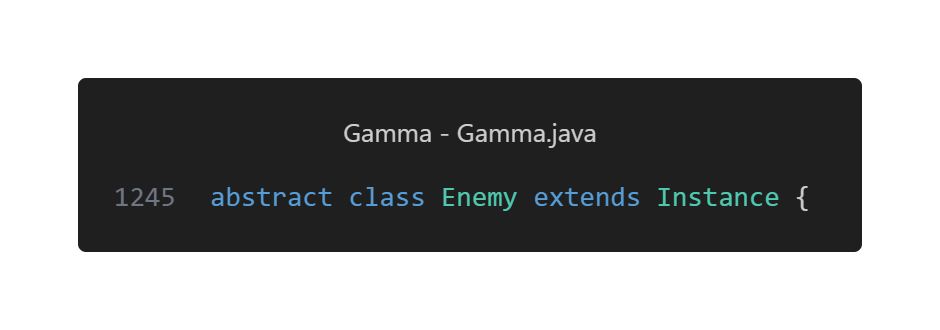 Gamma - Gamma.java
1245 abstract class Enemy extends Instance {